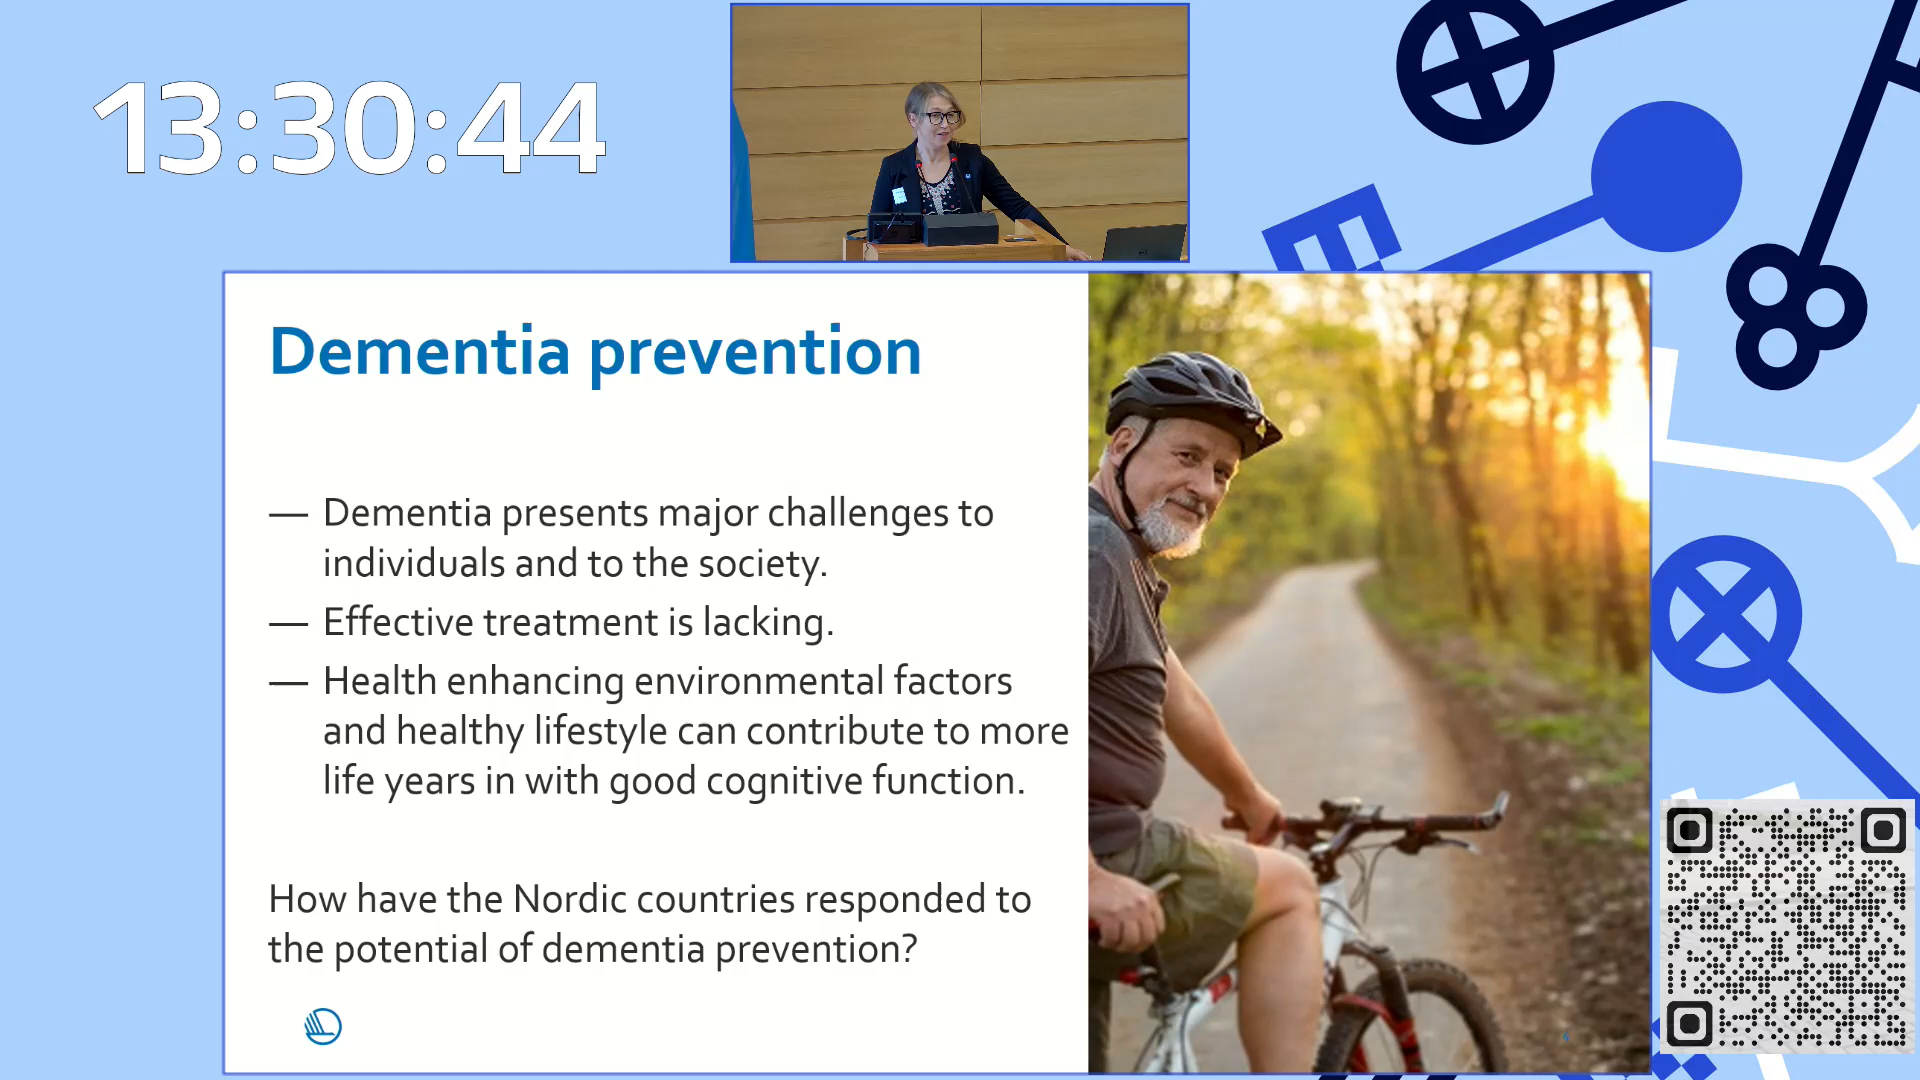 13:30:44
Dementia prevention
— Dementia presents major challenges to
individuals and to the society.
— Effective treatment is lacking.
— Health enhancing environmental factors
and healthy lifestyle can contribute to more
life years in with good cognitive function.
How have the Nordic countries responded to
the potential of dementia prevention?